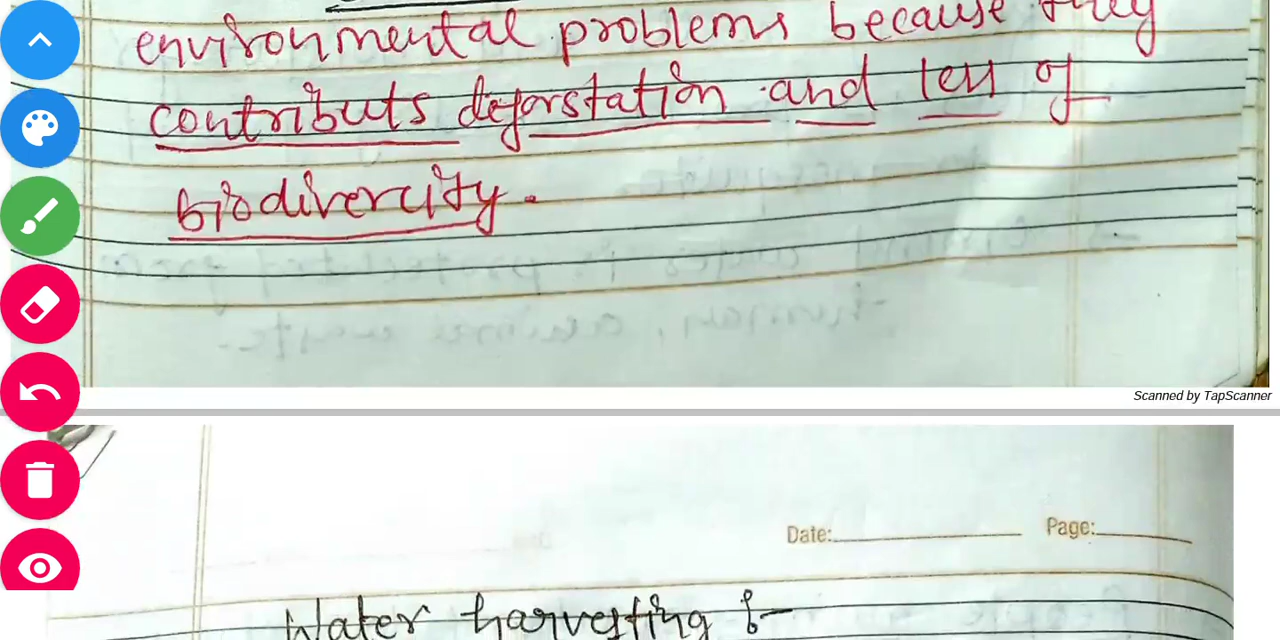 environmental problems because they
contributs deforstation and less of
biodivercity.
Scanned by TapScanner
Date: Page:
Water harvesting :-